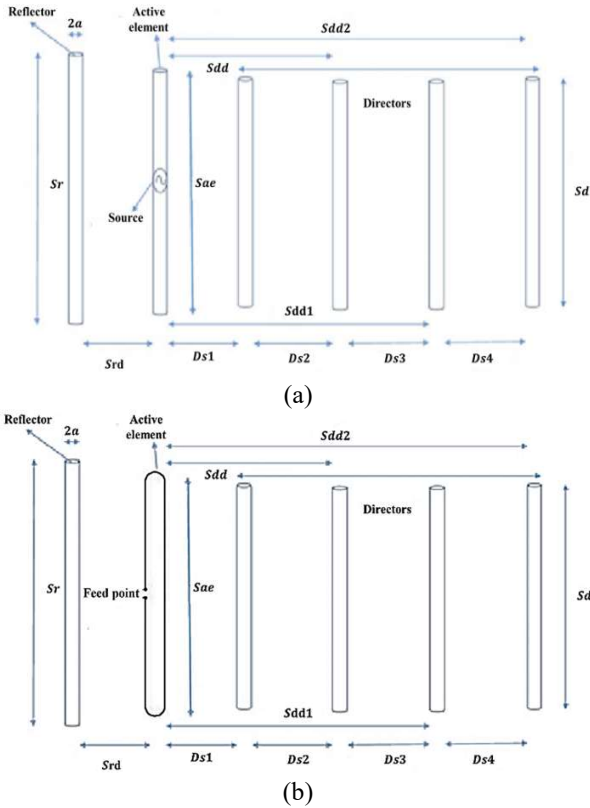 Reflector
2a
Active
element
Sdd2
Sdd
Directors
Sr
Sae
Sd
Source
Sdd1
Srd
Ds1
Ds2
Ds3
Ds4
(a)
Reflector
2a
Active
element
Sdd2
Sdd
Directors
Sr
Sae
Sd
Feed point
Sdd1
Srd
Ds1
Ds2
Ds3
Ds4
(b)